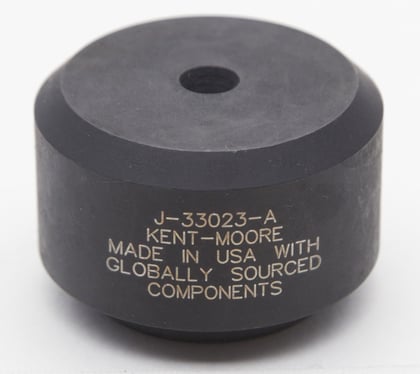 J-33023-A
KENT-MOORE
MADE IN USA WITH
GLOBALLY SOURCED
COMPONENTS